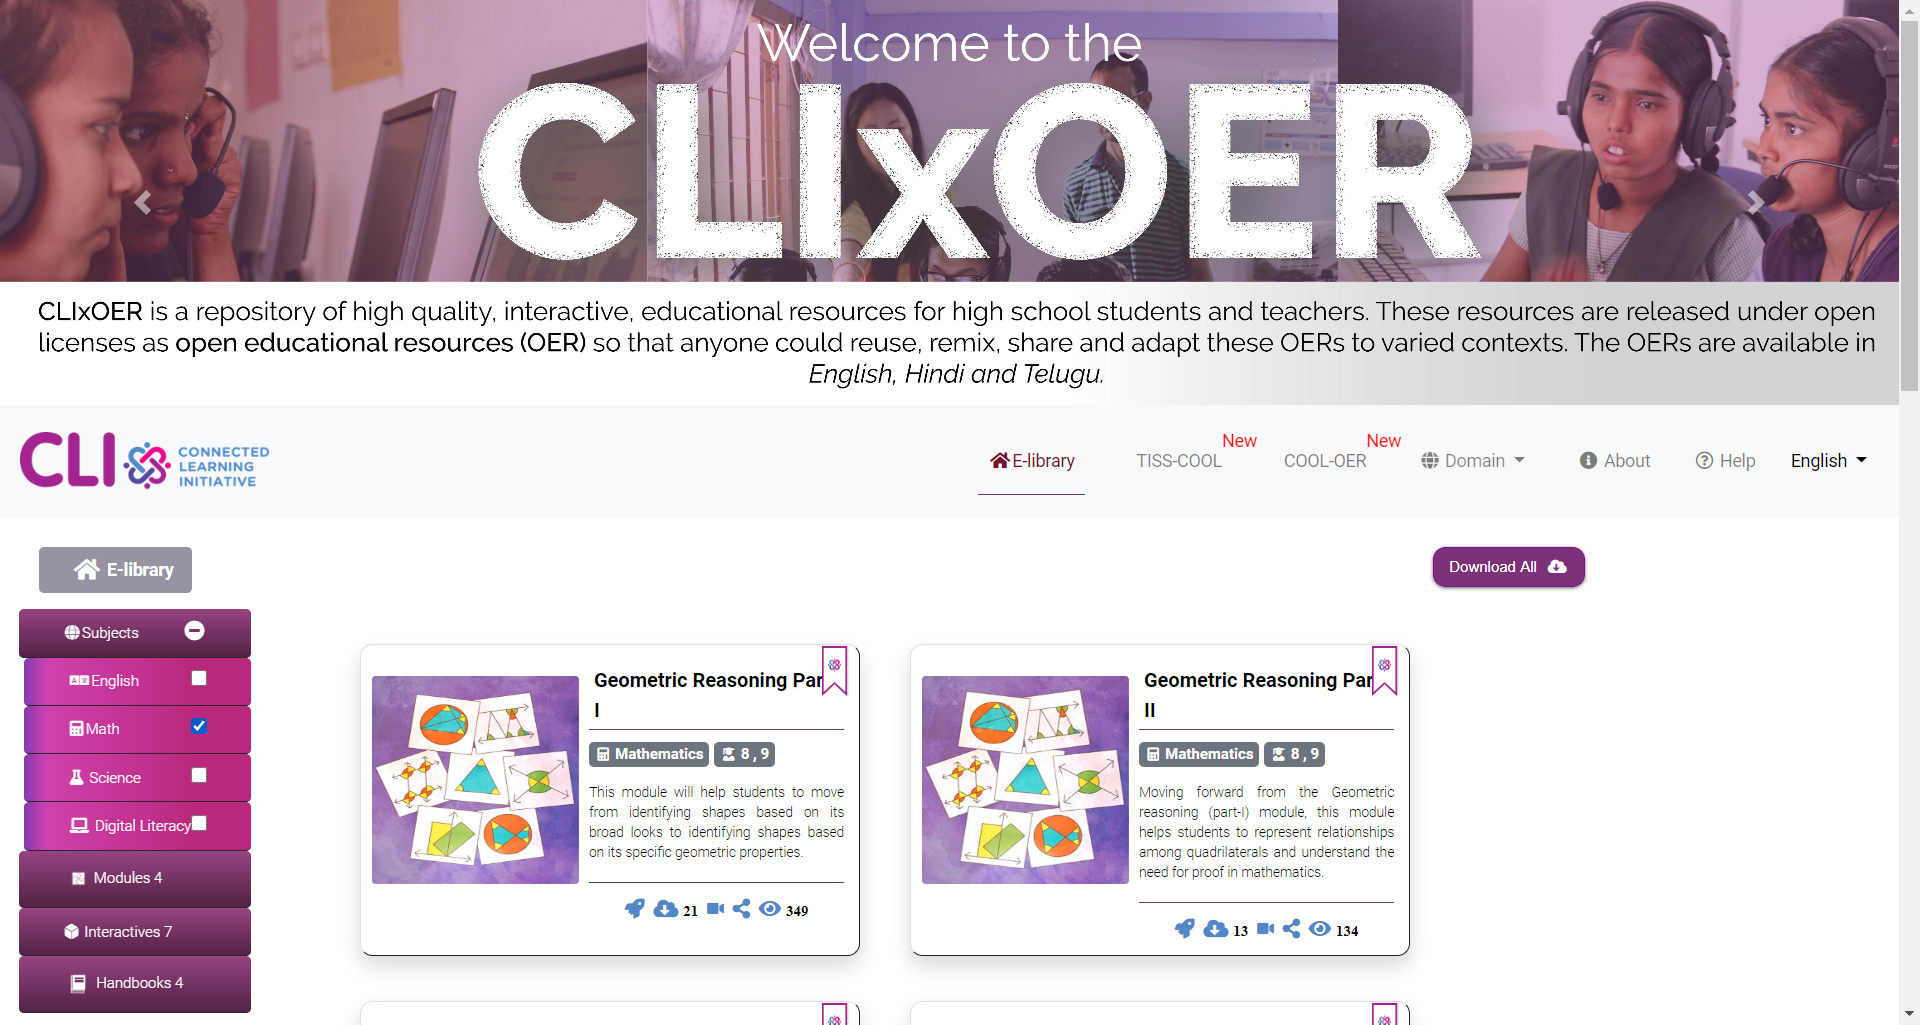 Welcome to the
CLIxOER
CLIxOER is a repository of high quality, interactive, educational resources for high school students and teachers. These resources are released under open
licenses as open educational resources (OER) so that anyone could reuse, remix, share and adapt these OERs to varied contexts. The OERs are available in
English, Hindi and Telugu.
CLI CONNECTED
LEARNING
INITIATIVE
E-library
TISS-COOL New
COOL-OER New
Domain
About
Help
English
E-library
Download All
Subjects
English
Math
Science
Digital Literacy
Modules 4
Interactives 7
Handbooks 4
Geometric Reasoning Par
I
Mathematics 8 , 9
This module will help students to move
from identifying shapes based on its
broad looks to identifying shapes based
on its specific geometric properties.
21 349
Geometric Reasoning Par
II
Mathematics 8 , 9
Moving forward from the Geometric
reasoning (part-I) module, this module
helps students to represent relationships
among quadrilaterals and understand the
need for proof in mathematics.
13 134